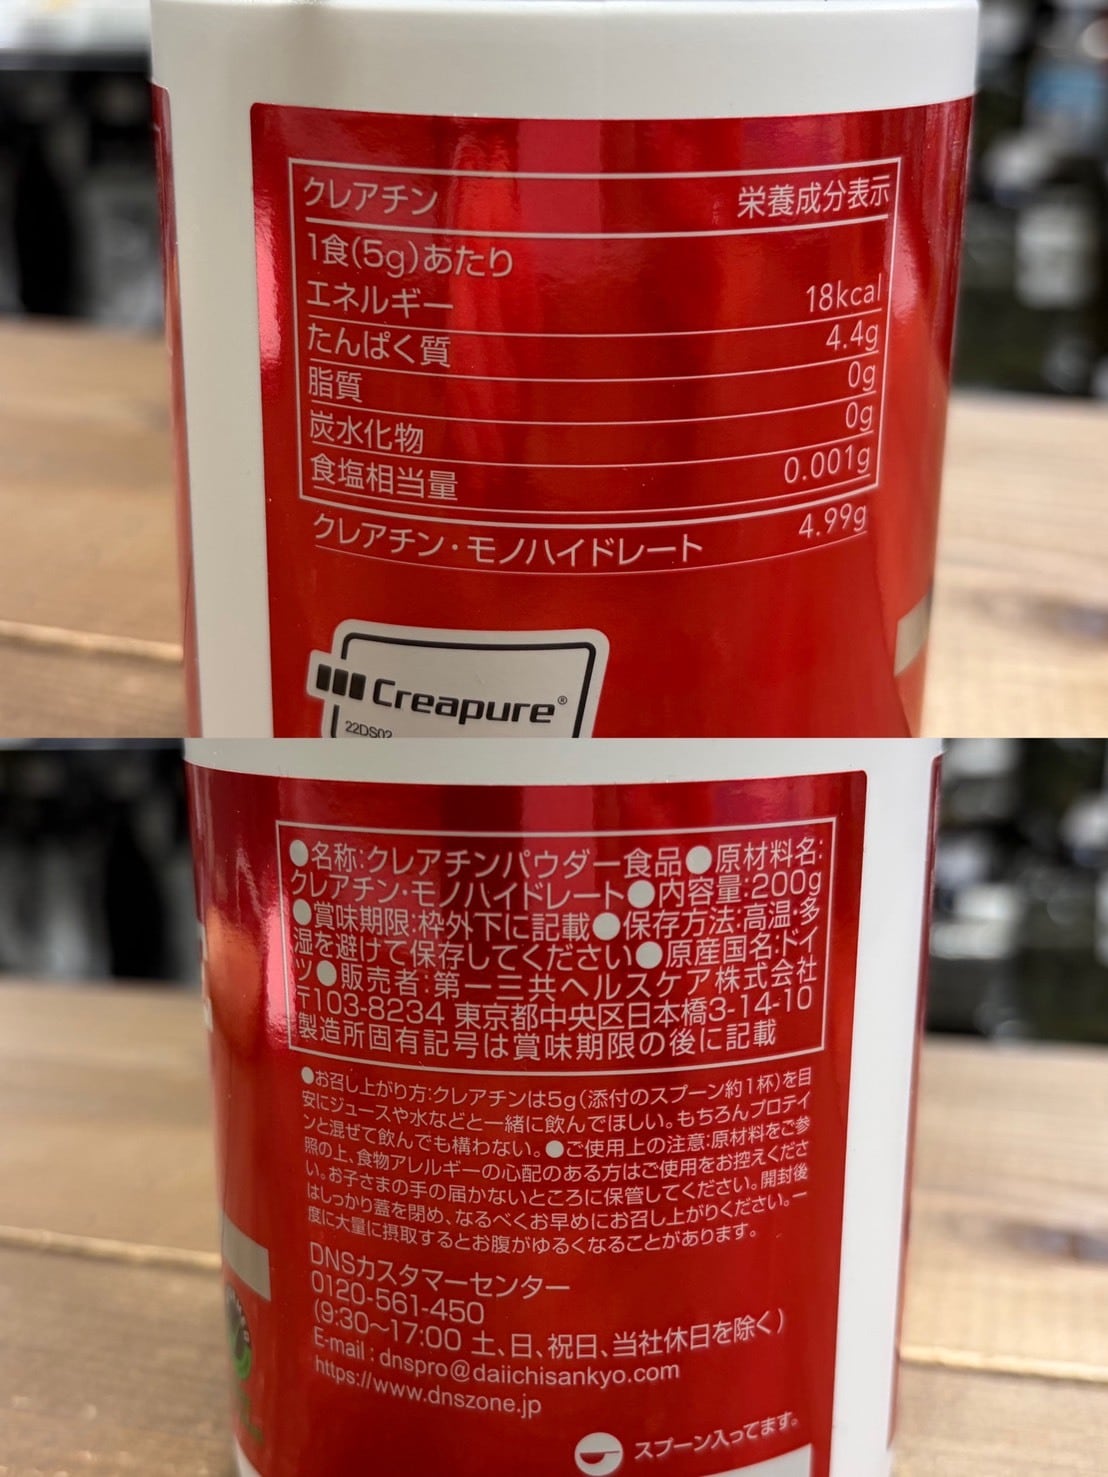 クレアチン 栄養成分表示
1食(5g)あたり
エネルギー 18kcal
たんぱく質 4.4g
脂質 0g
炭水化物 0g
食塩相当量 0.001g
クレアチン・モノハイドレート 4.99g
Creapure®
22DS02
●名称:クレアチンパウダー食品●原材料名:
クレアチン・モノハイドレート●内容量:200g
●賞味期限:枠外下に記載●保存方法:高温・多
湿を避けて保存してください●原産国名:ドイ
ツ●販売者:第一三共ヘルスケア株式会社
〒103-8234 東京都中央区日本橋3-14-10
製造所固有記号は賞味期限の後に記載
●お召し上がり方:クレアチンは5g(添付のスプーン約1杯)を目
安にジュースや水などと一緒に飲んでほしい。もちろんプロテイ
ンと混ぜて飲んでも構わない。●ご使用上の注意:原材料をご参
照の上、食物アレルギーの心配のある方はご使用をお控えくださ
い。お子さまの手の届かないところに保管してください。開封後
はしっかり蓋を閉め、なるべくお早めにお召し上がりください。一
度に大量に摂取するとお腹がゆるくなることがあります。
DNSカスタマーセンター
0120-561-450
(9:30〜17:00 土、日、祝日、当社休日を除く)
E-mail : dnspro@daiichisankyo.com
https://www.dnszone.jp
スプーン入ってます。